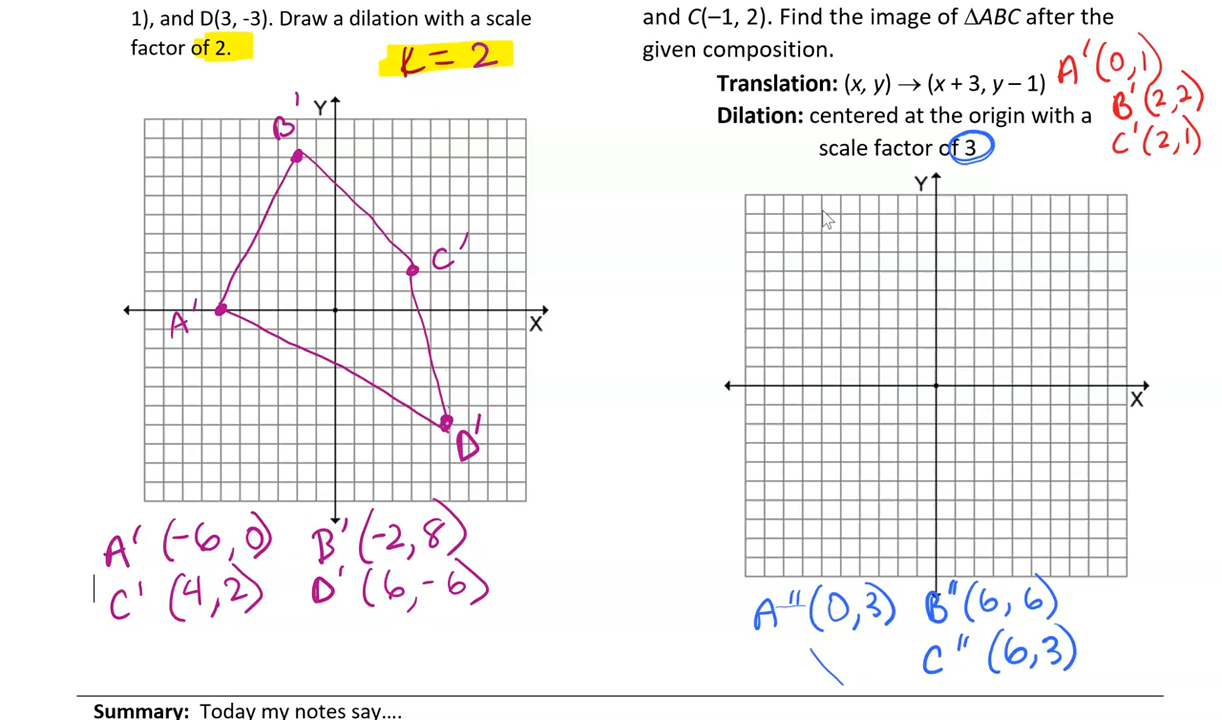 1), and D(3, -3). Draw a dilation with a scale
factor of 2.
K = 2
Y
B'
C'
A'
X
D'
A' (-6, 0) B' (-2, 8)
C' (4, 2) D' (6, -6)
and C(−1, 2). Find the image of ΔABC after the
given composition.
Translation: (x, y) → (x + 3, y − 1)
Dilation: centered at the origin with a
scale factor of 3
A' (0, 1)
B' (2, 2)
C' (2, 1)
Y
X
A" (0, 3) B" (6, 6)
C" (6, 3)
Summary: Today my notes say....